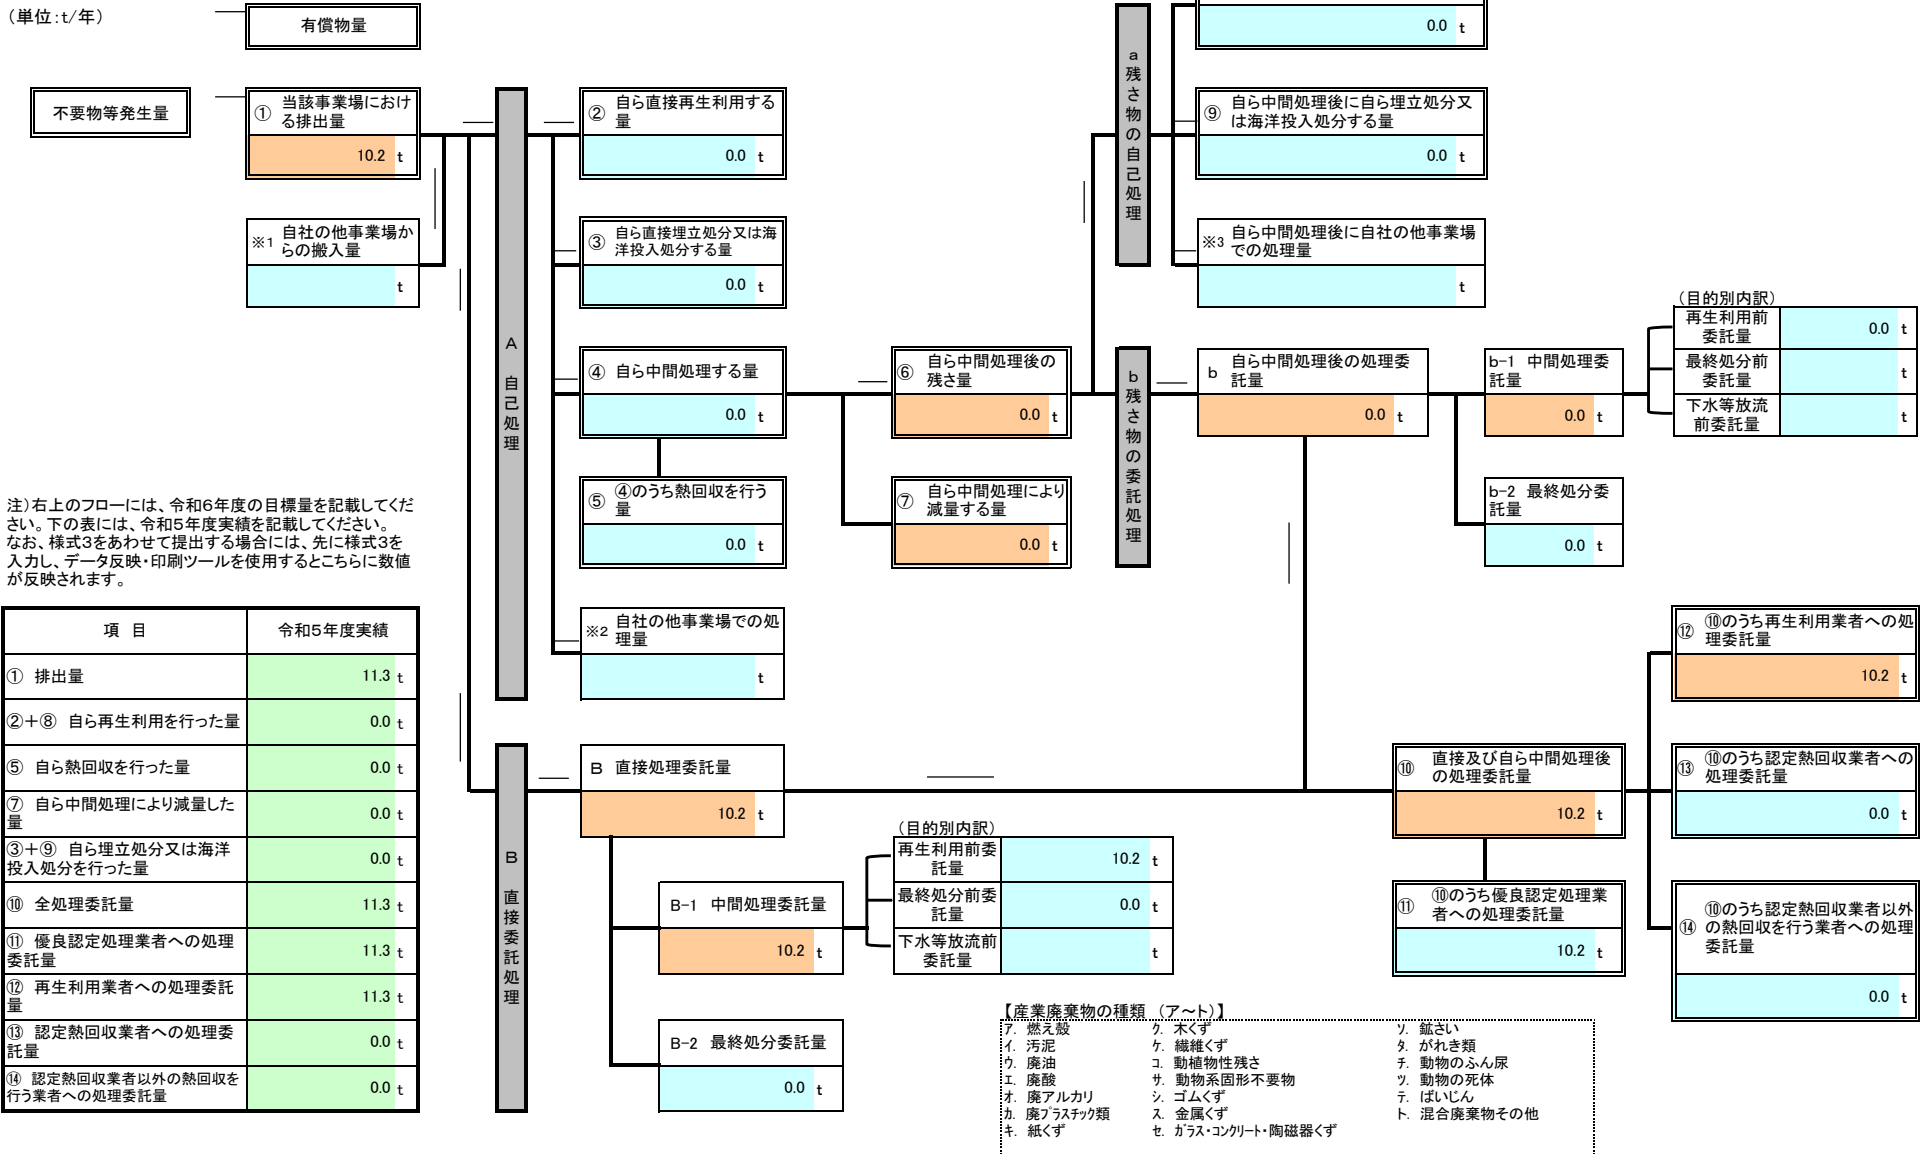 （単位：t/年）
有償物量
不要物等発生量
① 当該事業場におけ
る排出量
10.2 t
※1 自社の他事業場か
らの搬入量
t
A 自己処理
② 自ら直接再生利用する
量
0.0 t
③ 自ら直接埋立処分又は海
洋投入処分する量
0.0 t
④ 自ら中間処理する量
0.0 t
⑤ ④のうち熱回収を行う
量
0.0 t
※2 自社の他事業場での処
理量
t
⑥ 自ら中間処理後の
残さ量
0.0 t
⑦ 自ら中間処理により
減量する量
0.0 t
a 残さ物の自己処理
0.0 t
⑨ 自ら中間処理後に自ら埋立処分又
は海洋投入処分する量
0.0 t
※3 自ら中間処理後に自社の他事業場
での処理量
t
b 残さ物の委託処理
b 自ら中間処理後の処理委
託量
0.0 t
b-1 中間処理委
託量
0.0 t
（目的別内訳）
再生利用前
委託量
0.0 t
最終処分前
委託量
t
下水等放流
前委託量
t
b-2 最終処分委
託量
0.0 t
注）右上のフローには、令和6年度の目標量を記載してくだ
さい。下の表には、令和5年度実績を記載してください。
なお、様式3をあわせて提出する場合には、先に様式3を
入力し、データ反映・印刷ツールを使用するとこちらに数値
が反映されます。
項 目 令和5年度実績
① 排出量 11.3 t
②＋⑧ 自ら再生利用を行った量 0.0 t
⑤ 自ら熱回収を行った量 0.0 t
⑦ 自ら中間処理により減量した
量 0.0 t
③＋⑨ 自ら埋立処分又は海洋
投入処分を行った量 0.0 t
⑩ 全処理委託量 11.3 t
⑪ 優良認定処理業者への処理
委託量 11.3 t
⑫ 再生利用業者への処理委託
量 11.3 t
⑬ 認定熱回収業者への処理委
託量 0.0 t
⑭ 認定熱回収業者以外の熱回収を
行う業者への処理委託量 0.0 t
B 直接委託処理
B 直接処理委託量
10.2 t
B-1 中間処理委託量
10.2 t
（目的別内訳）
再生利用前委
託量
10.2 t
最終処分前委
託量
0.0 t
下水等放流前
委託量
t
B-2 最終処分委託量
0.0 t
⑩ 直接及び自ら中間処理後
の処理委託量
10.2 t
⑪ ⑩のうち優良認定処理業
者への処理委託量
10.2 t
⑫ ⑩のうち再生利用業者への処
理委託量
10.2 t
⑬ ⑩のうち認定熱回収業者への
処理委託量
0.0 t
⑭ ⑩のうち認定熱回収業者以外
の熱回収を行う業者への処理
委託量
0.0 t
【産業廃棄物の種類 （ア～ト）】
ア. 燃え殻 ク. 木くず ソ. 鉱さい
イ. 汚泥 ケ. 繊維くず タ. がれき類
ウ. 廃油 コ. 動植物性残さ チ. 動物のふん尿
エ. 廃酸 サ. 動物系固形不要物 ツ. 動物の死体
オ. 廃アルカリ シ. ゴムくず テ. ばいじん
カ. 廃プラスチック類 ス. 金属くず ト. 混合廃棄物その他
キ. 紙くず セ. ガラス・コンクリート・陶磁器くず